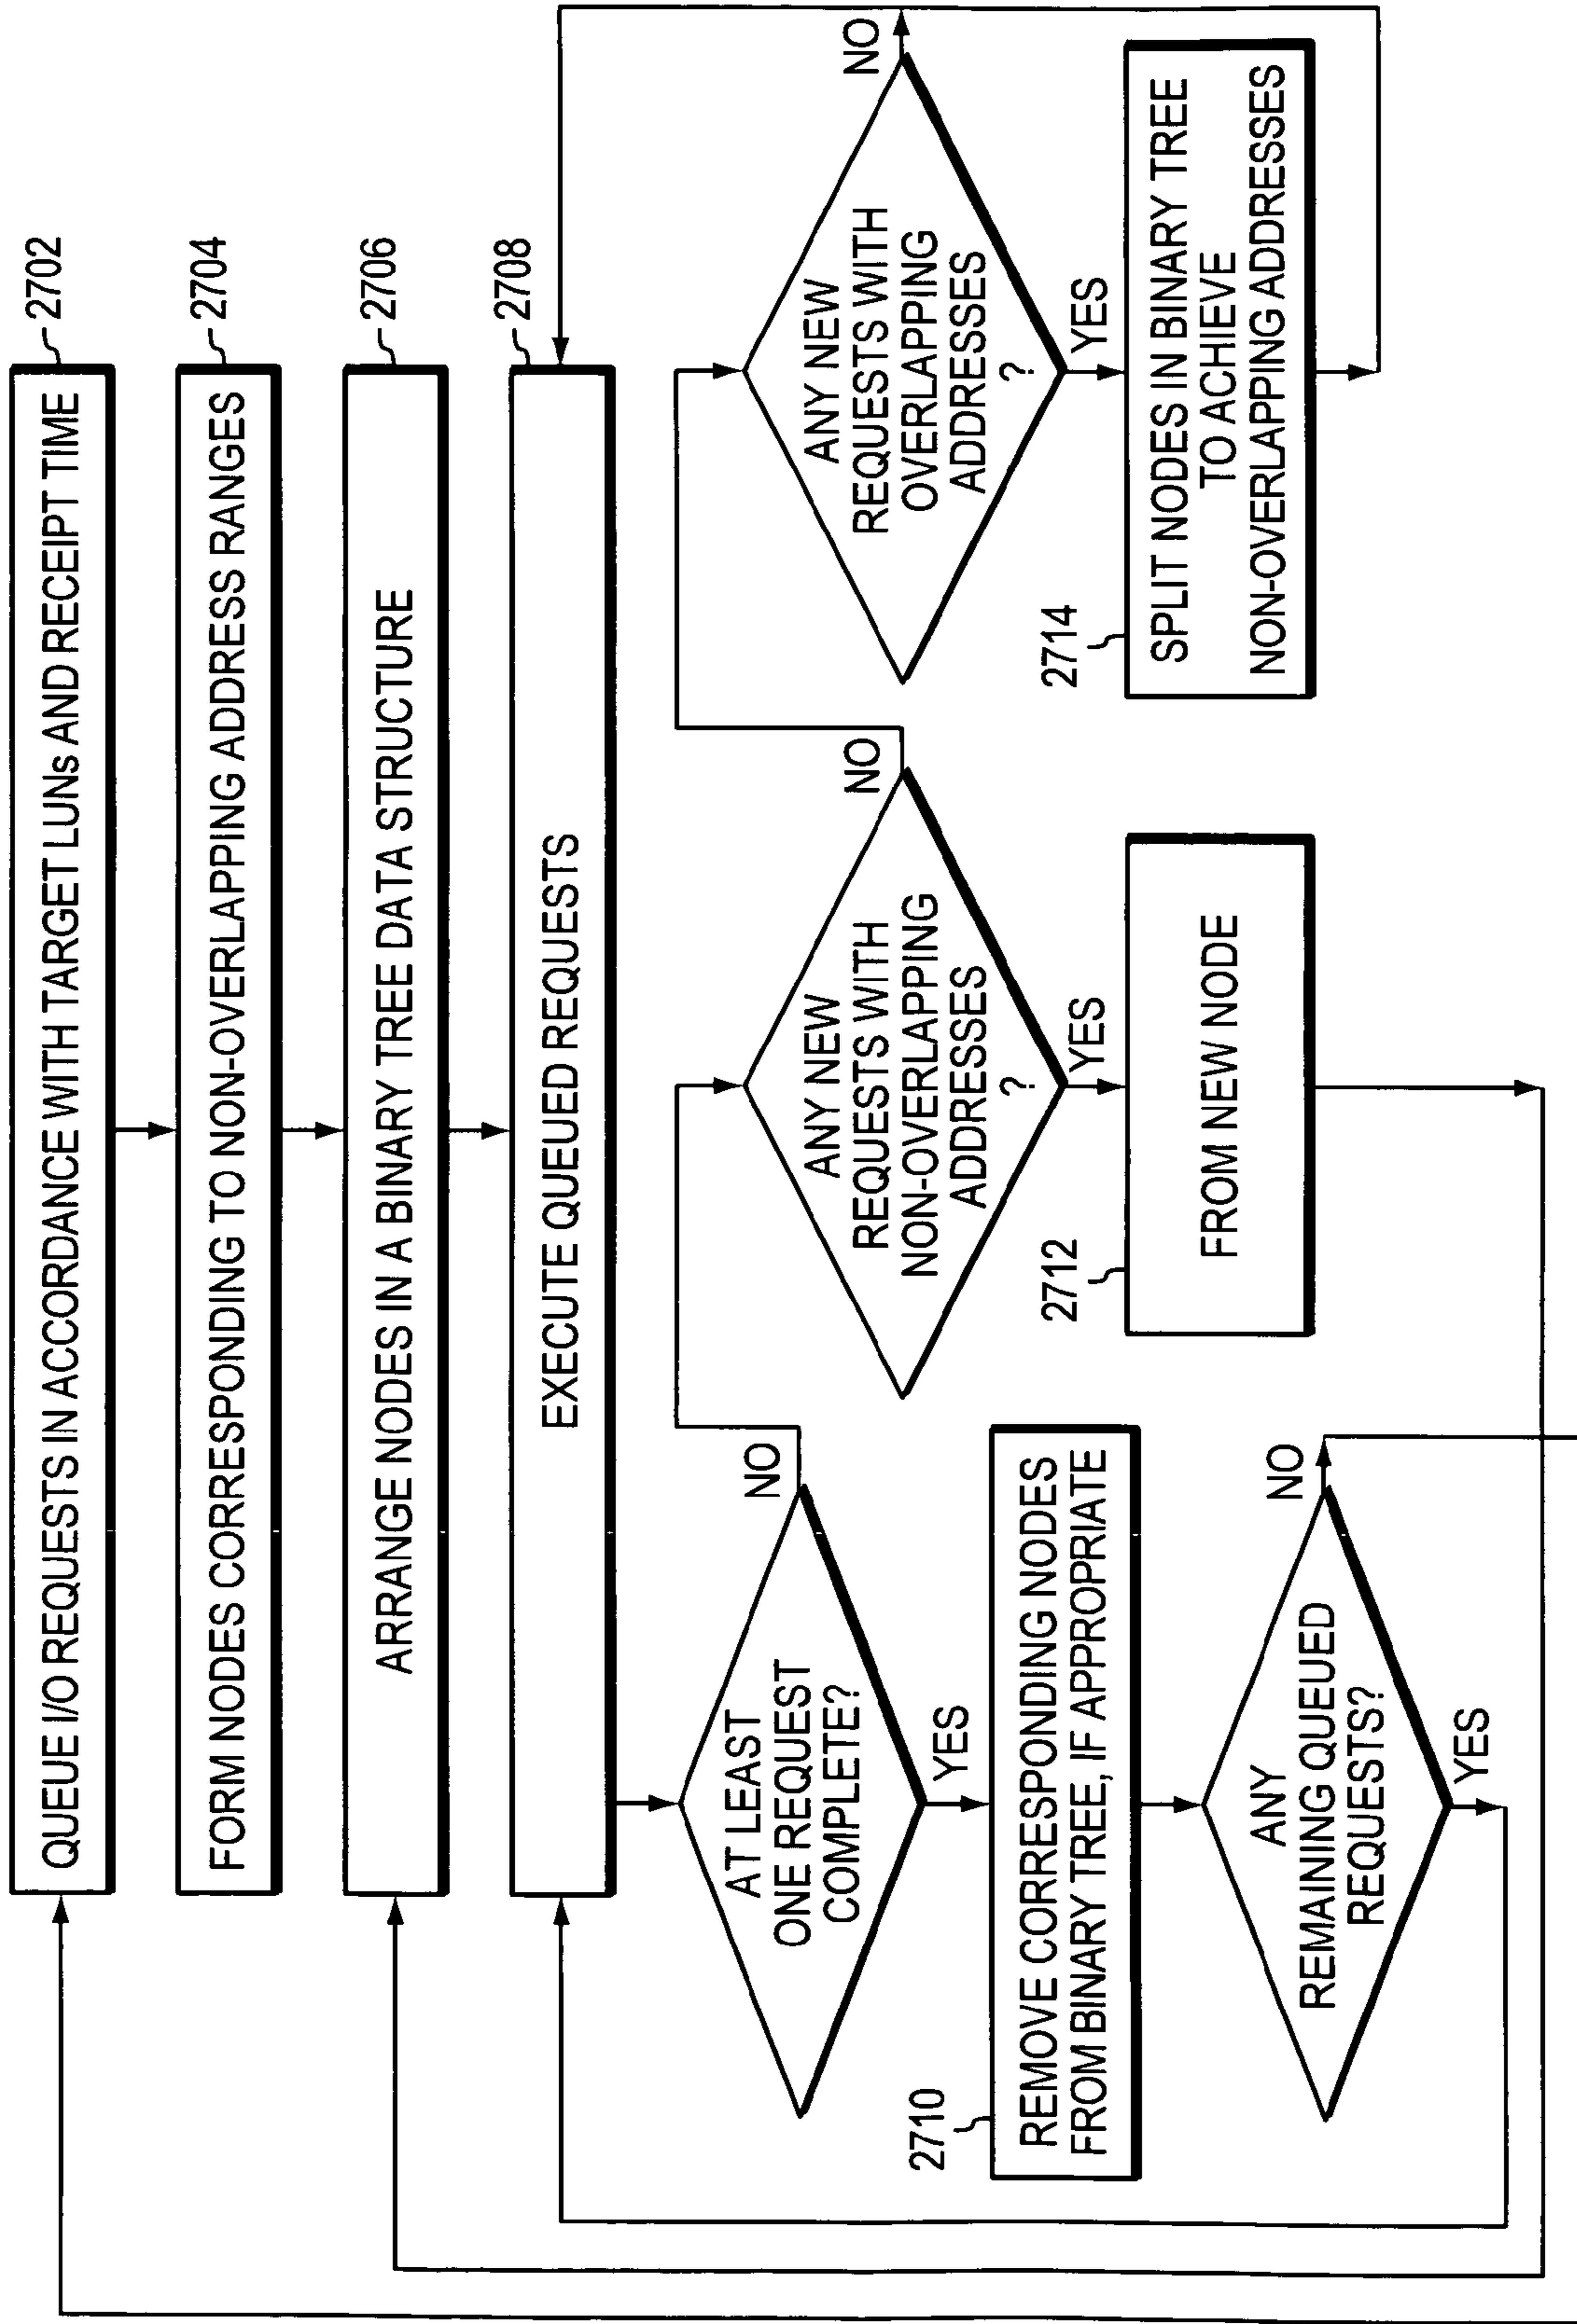 QUEUE I/O REQUESTS IN ACCORDANCE WITH TARGET LUNs AND RECEIPT TIME
2702
FORM NODES CORRESPONDING TO NON-OVERLAPPING ADDRESS RANGES
2704
ARRANGE NODES IN A BINARY TREE DATA STRUCTURE
2706
EXECUTE QUEUED REQUESTS
2708
AT LEAST
ONE REQUEST
COMPLETE?
NO
YES
2710
REMOVE CORRESPONDING NODES
FROM BINARY TREE, IF APPROPRIATE
ANY
REMAINING QUEUED
REQUESTS?
NO
YES
ANY NEW
REQUESTS WITH
NON-OVERLAPPING
ADDRESSES
?
NO
YES
2712
FROM NEW NODE
ANY NEW
REQUESTS WITH
OVERLAPPING
ADDRESSES
?
NO
YES
2714
SPLIT NODES IN BINARY TREE
TO ACHIEVE
NON-OVERLAPPING ADDRESSES